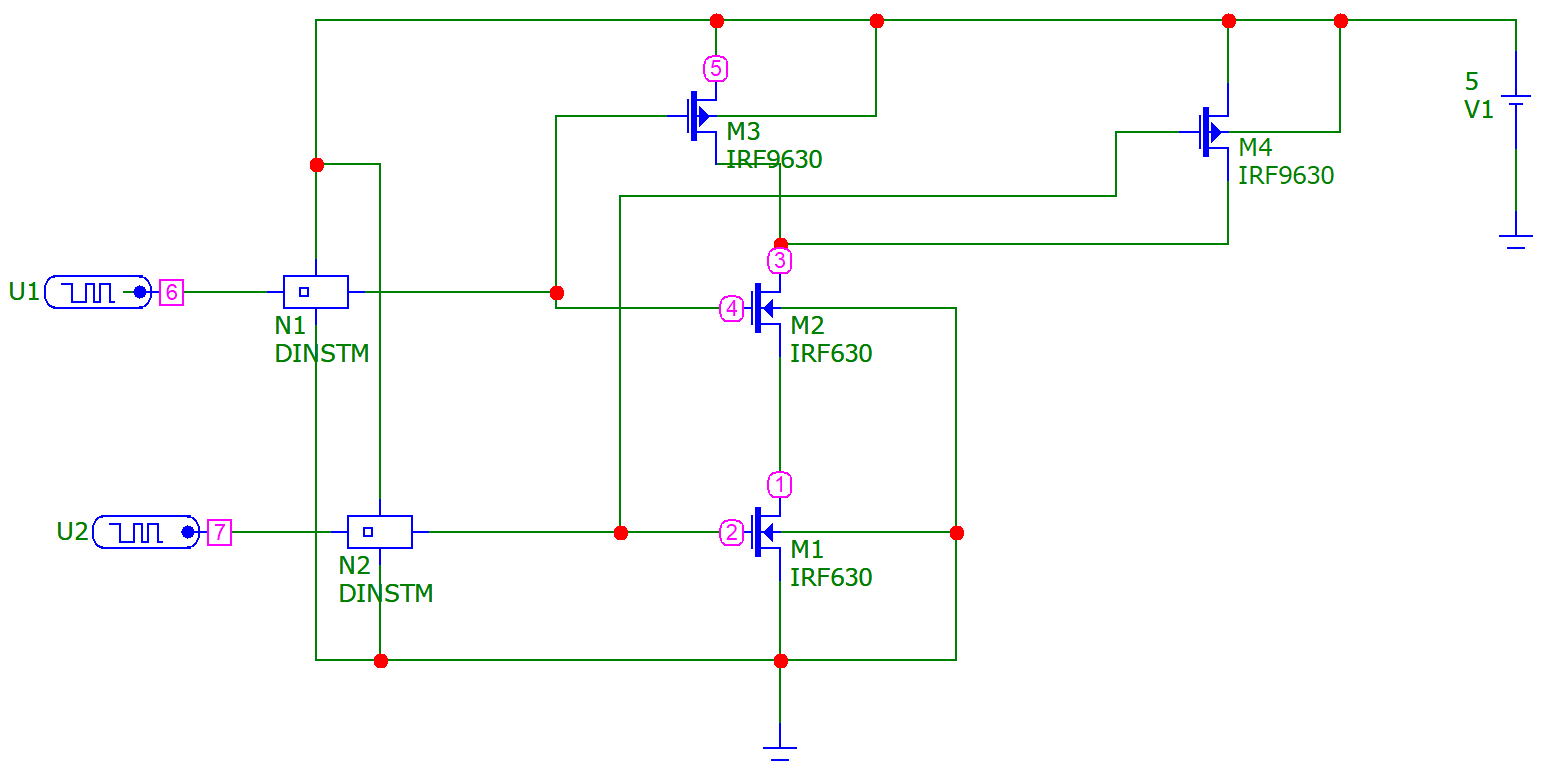 5
5
V1
M3
IRF9630
M4
IRF9630
3
U1
6
4
N1
DINSTM
M2
IRF630
1
U2
7
2
N2
DINSTM
M1
IRF630